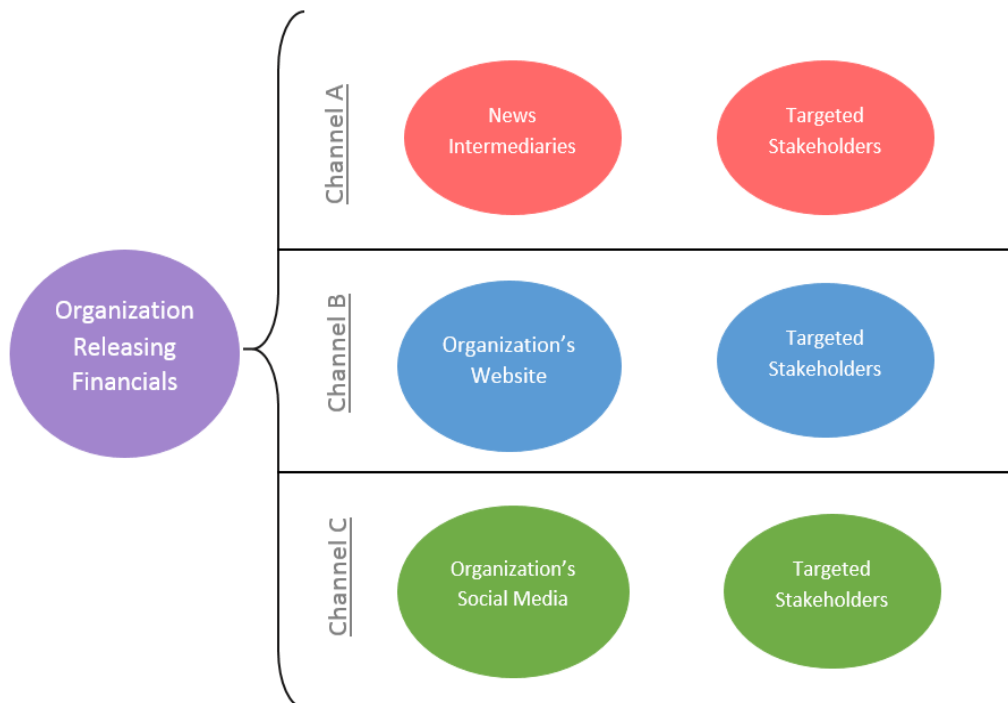 Organization
Releasing
Financials
Channel A
News
Intermediaries
Targeted
Stakeholders
Channel B
Organization’s
Website
Targeted
Stakeholders
Channel C
Organization’s
Social Media
Targeted
Stakeholders